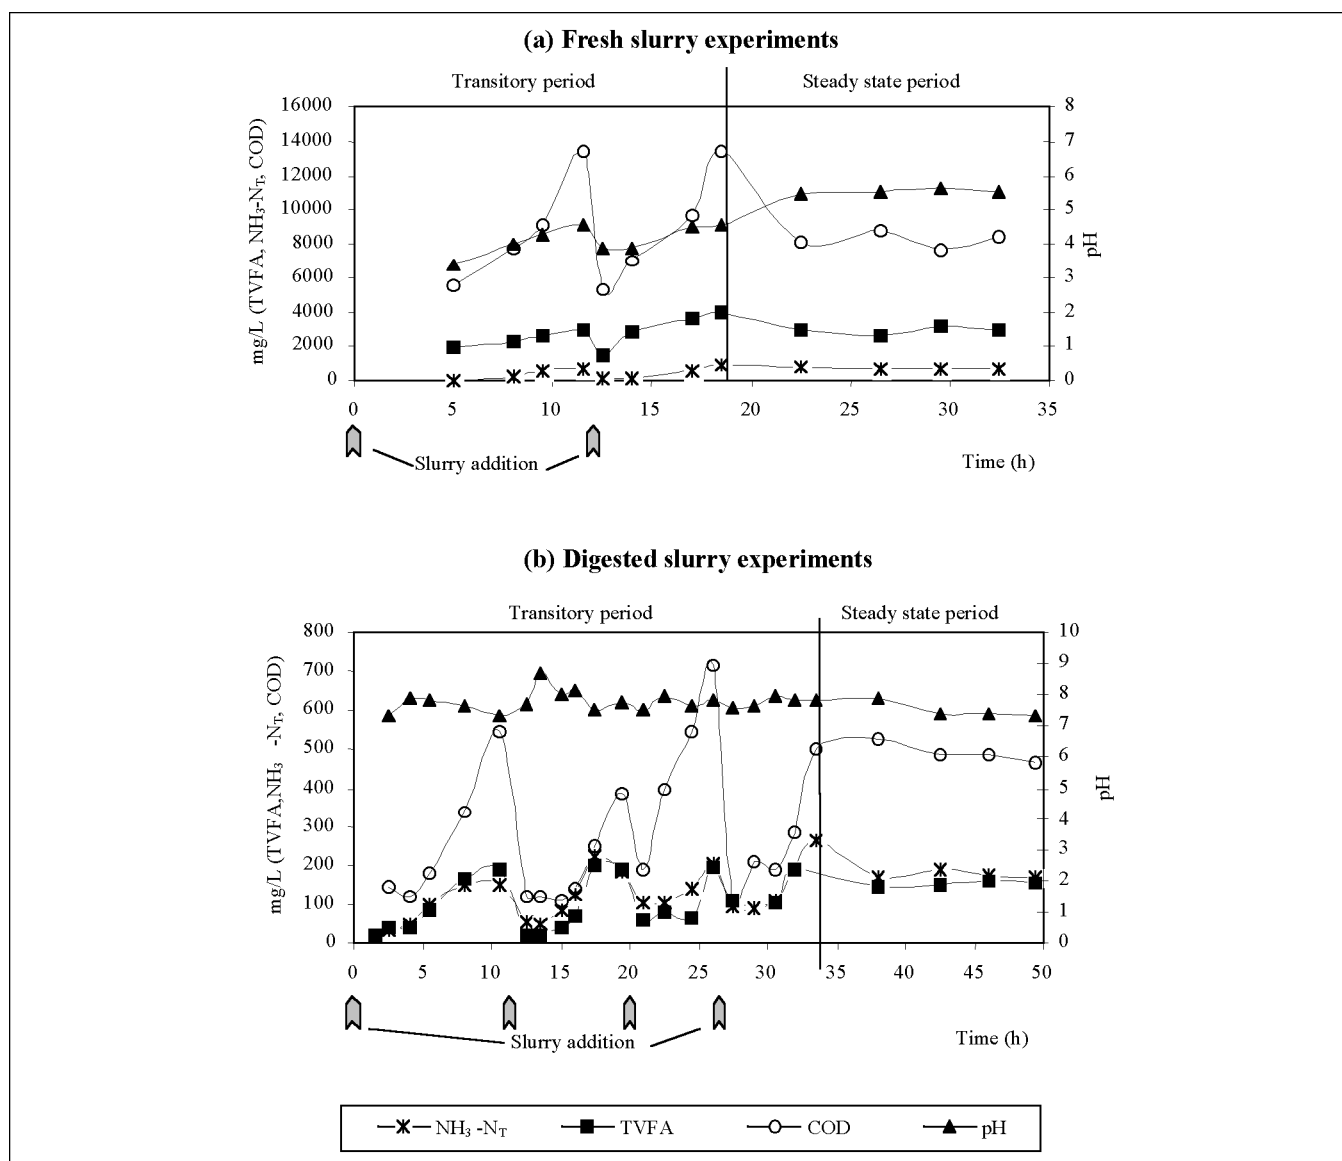 (a) Fresh slurry experiments
Transitory period
Steady state period
mg/L (TVFA, NH3-NT, COD)
16000
14000
12000
10000
8000
6000
4000
2000
0
8
7
6
5
4
3
2
1
0
pH
0 5 10 15 20 25 30 35
Slurry addition
Time (h)
(b) Digested slurry experiments
Transitory period
Steady state period
mg/L (TVFA,NH3 -NT, COD)
800
700
600
500
400
300
200
100
0
10
9
8
7
6
5
4
3
2
1
0
pH
0 5 10 15 20 25 30 35 40 45 50
Slurry addition
Time (h)
NH3 -NT TVFA COD pH